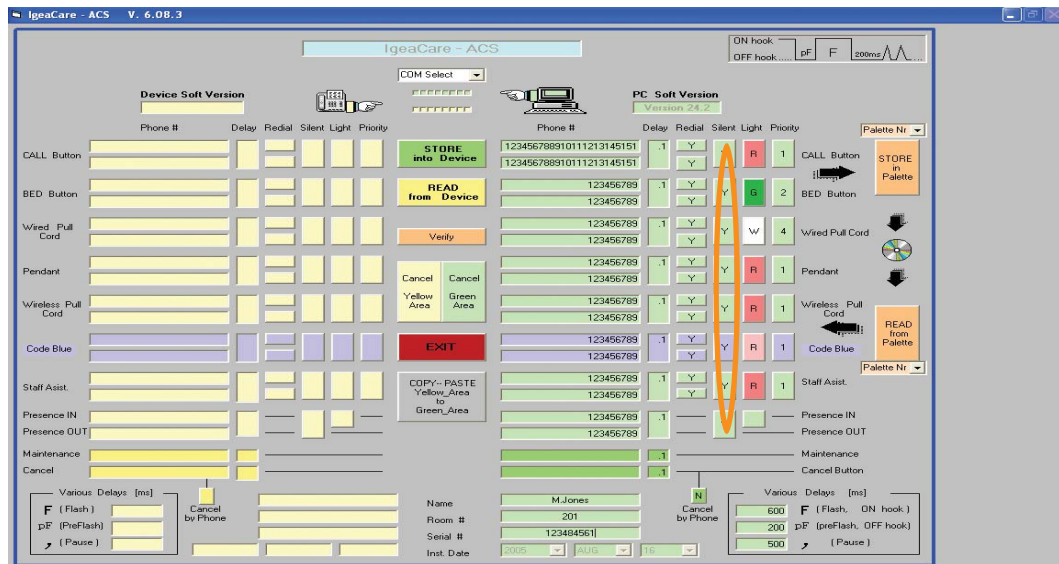 IgeaCare - ACS V. 6.08.3
IgeaCare - ACS
ON hook
OFF hook..... pF F 200ms
COM Select
Device Soft Version
PC Soft Version
Version 24.2
Phone # Delay Redial Silent Light Priority
Phone # Delay Redial Silent Light Priority
Palette Nr
CALL Button
STORE
into Device
123456788910111213145151 .1 Y R 1
123456788910111213145151 Y
CALL Button
STORE
in
Palette
BED Button
READ
from Device
123456789 .1 Y Y G 2
123456789 Y
BED Button
Wired Pull
Cord
Verify
123456789 .1 Y Y W 4
123456789 Y
Wired Pull Cord
Pendant
Cancel
Yellow
Area
Cancel
Green
Area
123456789 .1 Y Y R 1
123456789 Y
Pendant
Wireless Pull
Cord
123456789 .1 Y Y R 1
123456789 Y
Wireless Pull
Cord
READ
from
Palette
Palette Nr
Code Blue
EXIT
123456789 .1 Y Y R 1
123456789 Y
Code Blue
Staff Asist.
COPY-- PASTE
Yellow_Area
to
Green_Area
123456789 .1 Y Y R 1
123456789 Y
Staff Asist.
Presence IN
123456789 .1
Presence IN
Presence OUT
123456789
Presence OUT
Maintenance
.1
Maintenance
Cancel
.1
Cancel Button
Various Delays [ms]
F ( Flash )
pF (PreFlash)
, ( Pause )
Cancel
by Phone
Name M.Jones
Room # 201
Serial # 123484561
Inst. Date 2005 AUG 16
N
Cancel
by Phone
Various Delays [ms]
600 F ( Flash, ON hook )
200 pF (preFlash, OFF hook)
500 , ( Pause )